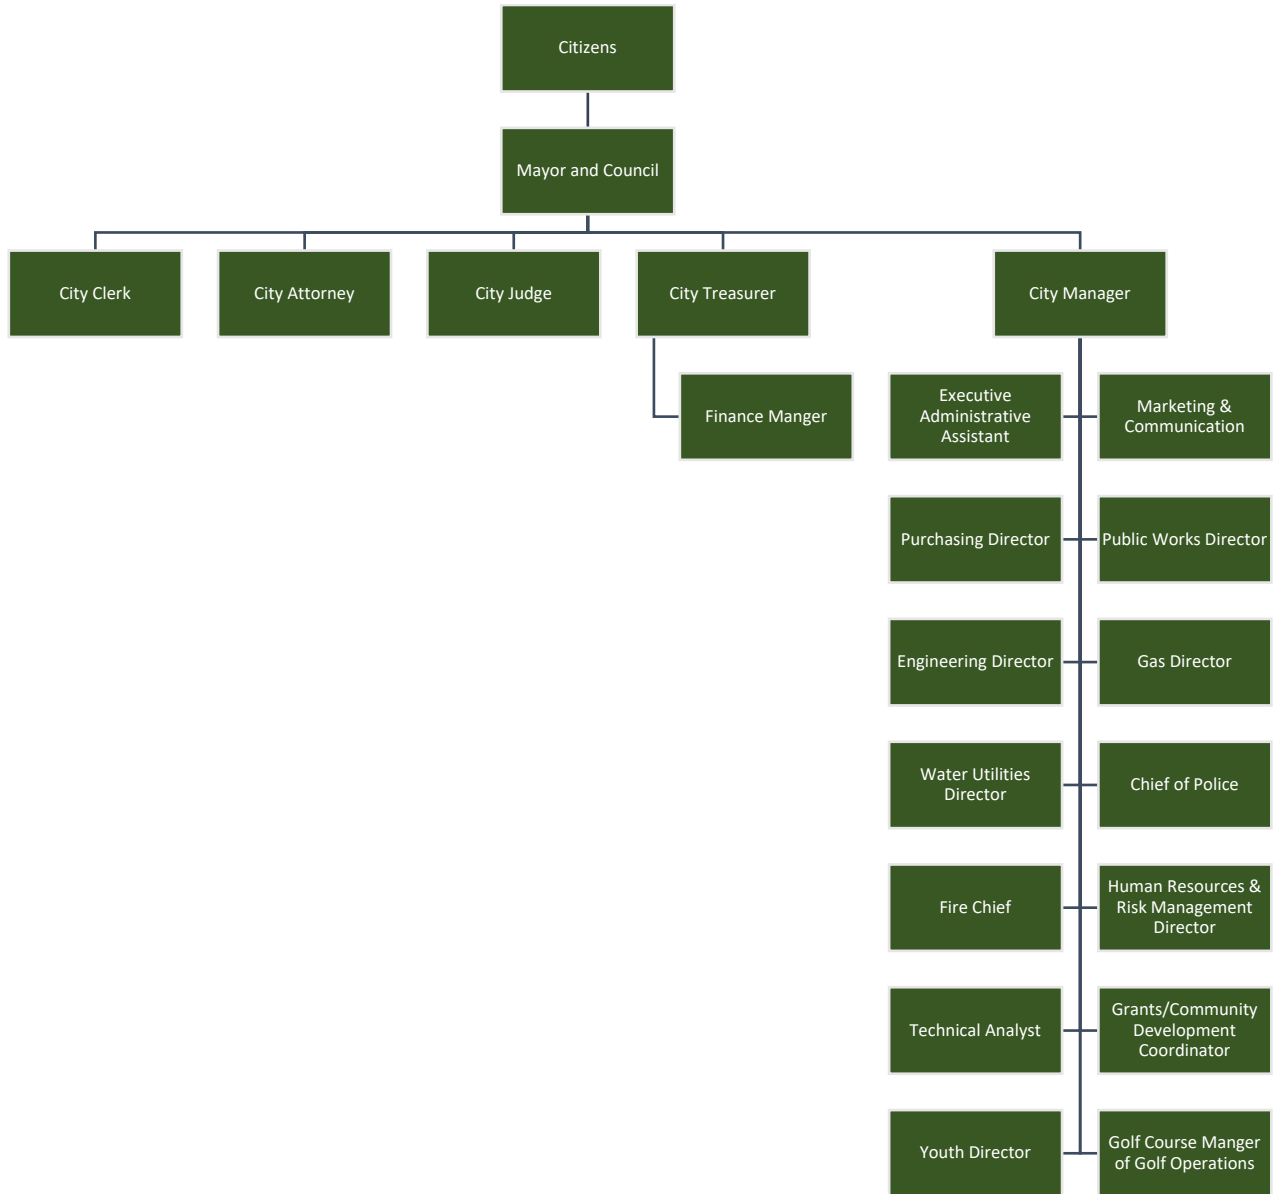 Citizens
Mayor and Council
City Clerk
City Attorney
City Judge
City Treasurer
City Manager
Finance Manger
Executive
Administrative
Assistant
Marketing &
Communication
Purchasing Director
Public Works Director
Engineering Director
Gas Director
Water Utilities
Director
Chief of Police
Fire Chief
Human Resources &
Risk Management
Director
Technical Analyst
Grants/Community
Development
Coordinator
Youth Director
Golf Course Manger
of Golf Operations